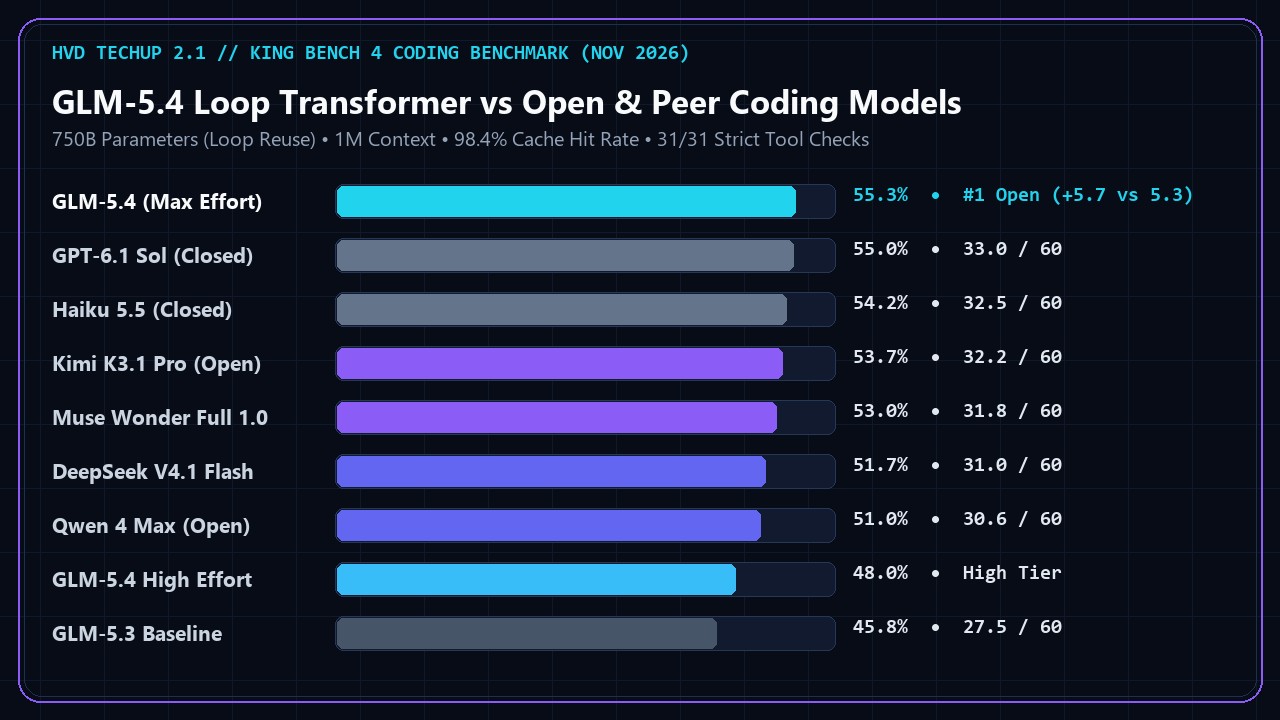 HVD TECHUP 2.1 // KING BENCH 4 CODING BENCHMARK (NOV 2026)
GLM-5.4 Loop Transformer vs Open & Peer Coding Models
750B Parameters (Loop Reuse) • 1M Context • 98.4% Cache Hit Rate • 31/31 Strict Tool Checks
GLM-5.4 (Max Effort) 55.3% • #1 Open (+5.7 vs 5.3)
GPT-6.1 Sol (Closed) 55.0% • 33.0 / 60
Haiku 5.5 (Closed) 54.2% • 32.5 / 60
Kimi K3.1 Pro (Open) 53.7% • 32.2 / 60
Muse Wonder Full 1.0 53.0% • 31.8 / 60
DeepSeek V4.1 Flash 51.7% • 31.0 / 60
Qwen 4 Max (Open) 51.0% • 30.6 / 60
GLM-5.4 High Effort 48.0% • High Tier
GLM-5.3 Baseline 45.8% • 27.5 / 60